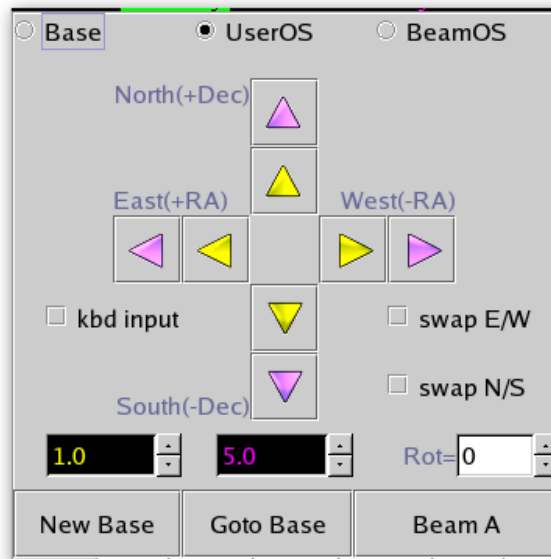 Base UserOS BeamOS
North(+Dec)
East(+RA) West(-RA)
kbd input swap E/W
swap N/S
South(-Dec)
1.0 5.0 Rot= 0
New Base Goto Base Beam A